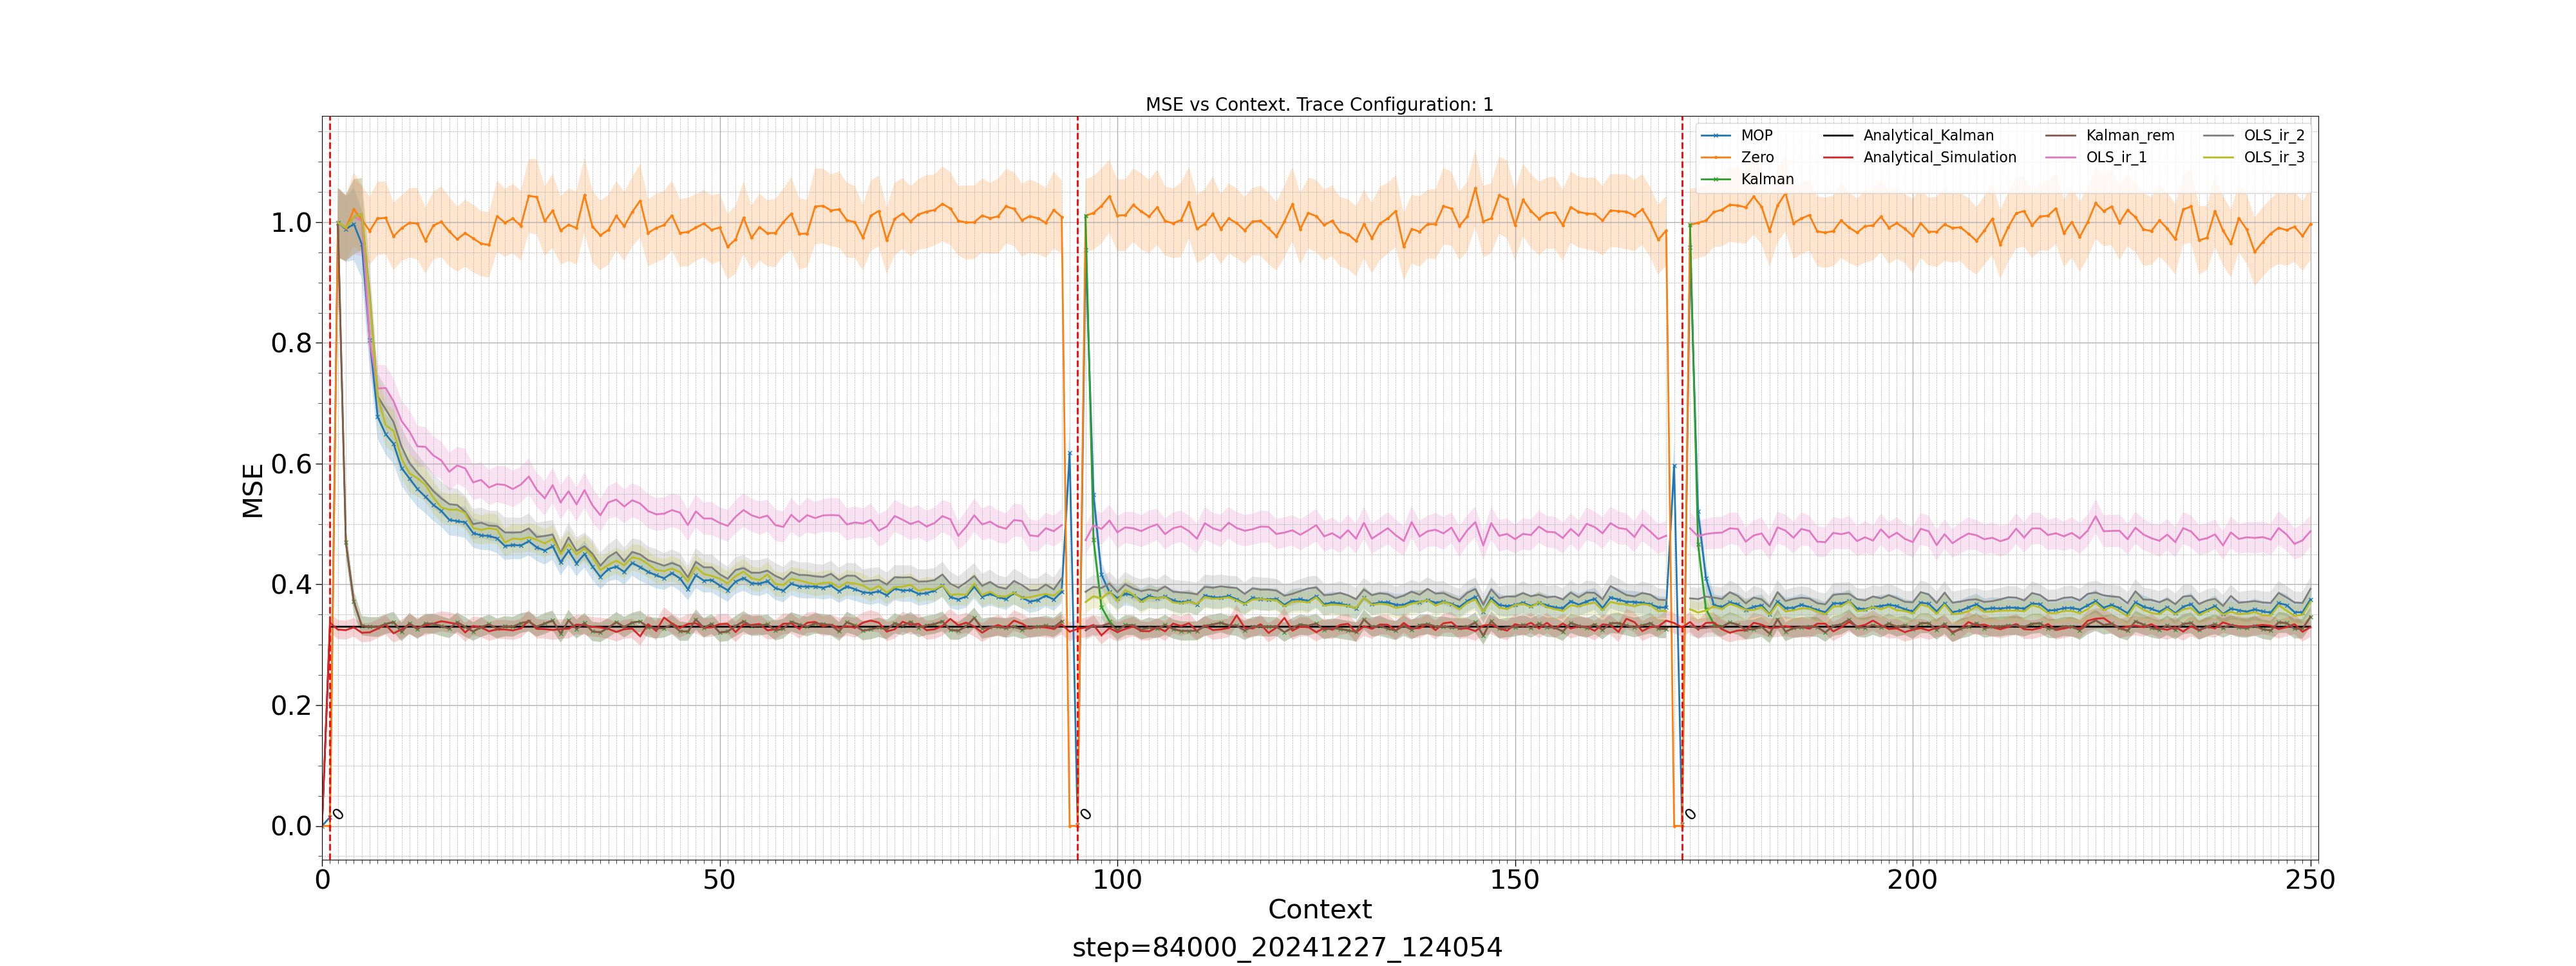 MSE vs Context. Trace Configuration: 1
MOP
Zero
Kalman
Analytical_Kalman
Analytical_Simulation
Kalman_rem
OLS_ir_1
OLS_ir_2
OLS_ir_3
MSE
1.0
0.8
0.6
0.4
0.2
0.0
0
0
0
0
50
100
150
200
250
Context
step=84000_20241227_124054